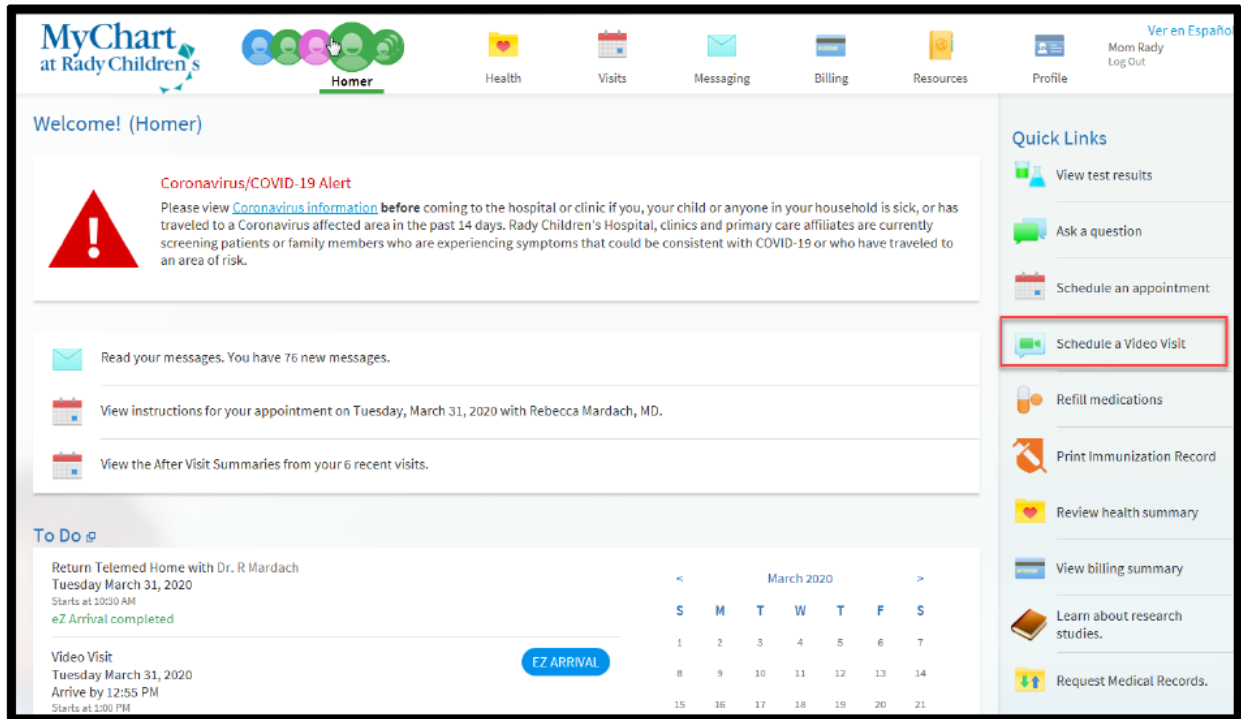 MyChart
at Rady Children's
Homer
Health
Visits
Messaging
Billing
Resources
Profile
Ver en Español
Mom Rady
Log Out
Welcome! (Homer)
Coronavirus/COVID-19 Alert
Please view Coronavirus information before coming to the hospital or clinic if you, your child or anyone in your household is sick, or has
traveled to a Coronavirus affected area in the past 14 days. Rady Children's Hospital, clinics and primary care affiliates are currently
screening patients or family members who are experiencing symptoms that could be consistent with COVID-19 or who have traveled to
an area of risk.
Read your messages. You have 76 new messages.
View instructions for your appointment on Tuesday, March 31, 2020 with Rebecca Mardach, MD.
View the After Visit Summaries from your 6 recent visits.
To Do
Return Telemed Home with Dr. R Mardach
Tuesday March 31, 2020
Starts at 10:30 AM
eZ Arrival completed
Video Visit
Tuesday March 31, 2020
Arrive by 12:55 PM
Starts at 1:00 PM
EZ ARRIVAL
< March 2020 >
S M T W T F S
1 2 3 4 5 6 7
8 9 10 11 12 13 14
15 16 17 18 19 20 21
Quick Links
View test results
Ask a question
Schedule an appointment
Schedule a Video Visit
Refill medications
Print Immunization Record
Review health summary
View billing summary
Learn about research
studies.
Request Medical Records.